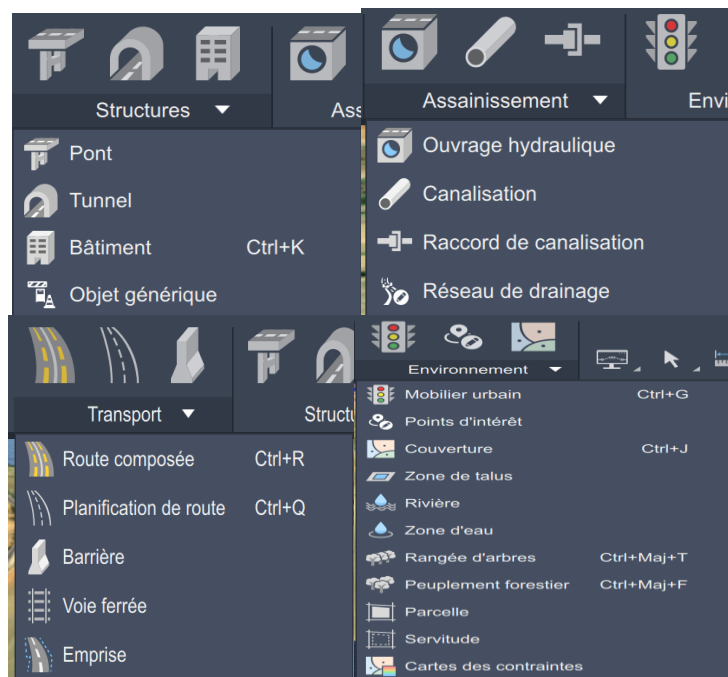 Structures
Ass
Pont
Tunnel
Bâtiment Ctrl+K
Objet générique
Assainissement
Envi
Ouvrage hydraulique
Canalisation
Raccord de canalisation
Réseau de drainage
Transport
Structu
Route composée Ctrl+R
Planification de route Ctrl+Q
Barrière
Voie ferrée
Emprise
Environnement
Mobilier urbain Ctrl+G
Points d'intérêt
Couverture Ctrl+J
Zone de talus
Rivière
Zone d'eau
Rangée d'arbres Ctrl+Maj+T
Peuplement forestier Ctrl+Maj+F
Parcelle
Servitude
Cartes des contraintes